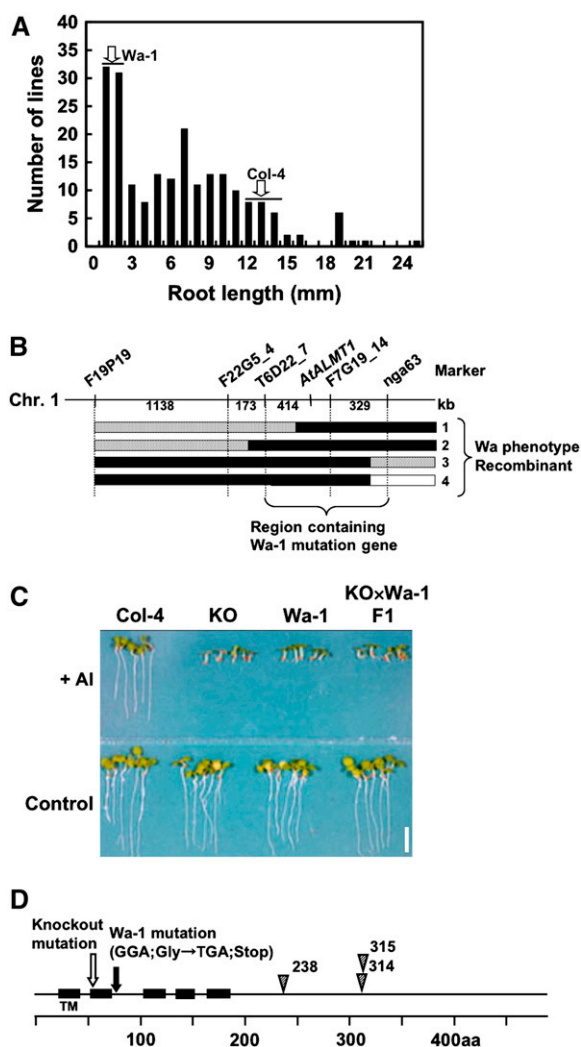 A
Number of lines
40
35
30
25
20
15
10
5
0
Wa-1
Col-4
0 3 6 9 12 15 18 21 24
Root length (mm)
B
F19P19 F22G5_4 T6D22_7 AtALMT1 F7G19_14 nga63 Marker
Chr. 1 1138 173 414 329 kb
1
2
3
4
Wa phenotype
Recombinant
Region containing
Wa-1 mutation gene
C
KO×Wa-1
Col-4 KO Wa-1 F1
+ Al
Control
D
Knockout
mutation
Wa-1 mutation
(GGA;Gly→TGA;Stop)
238
315
314
TM
100 200 300 400aa